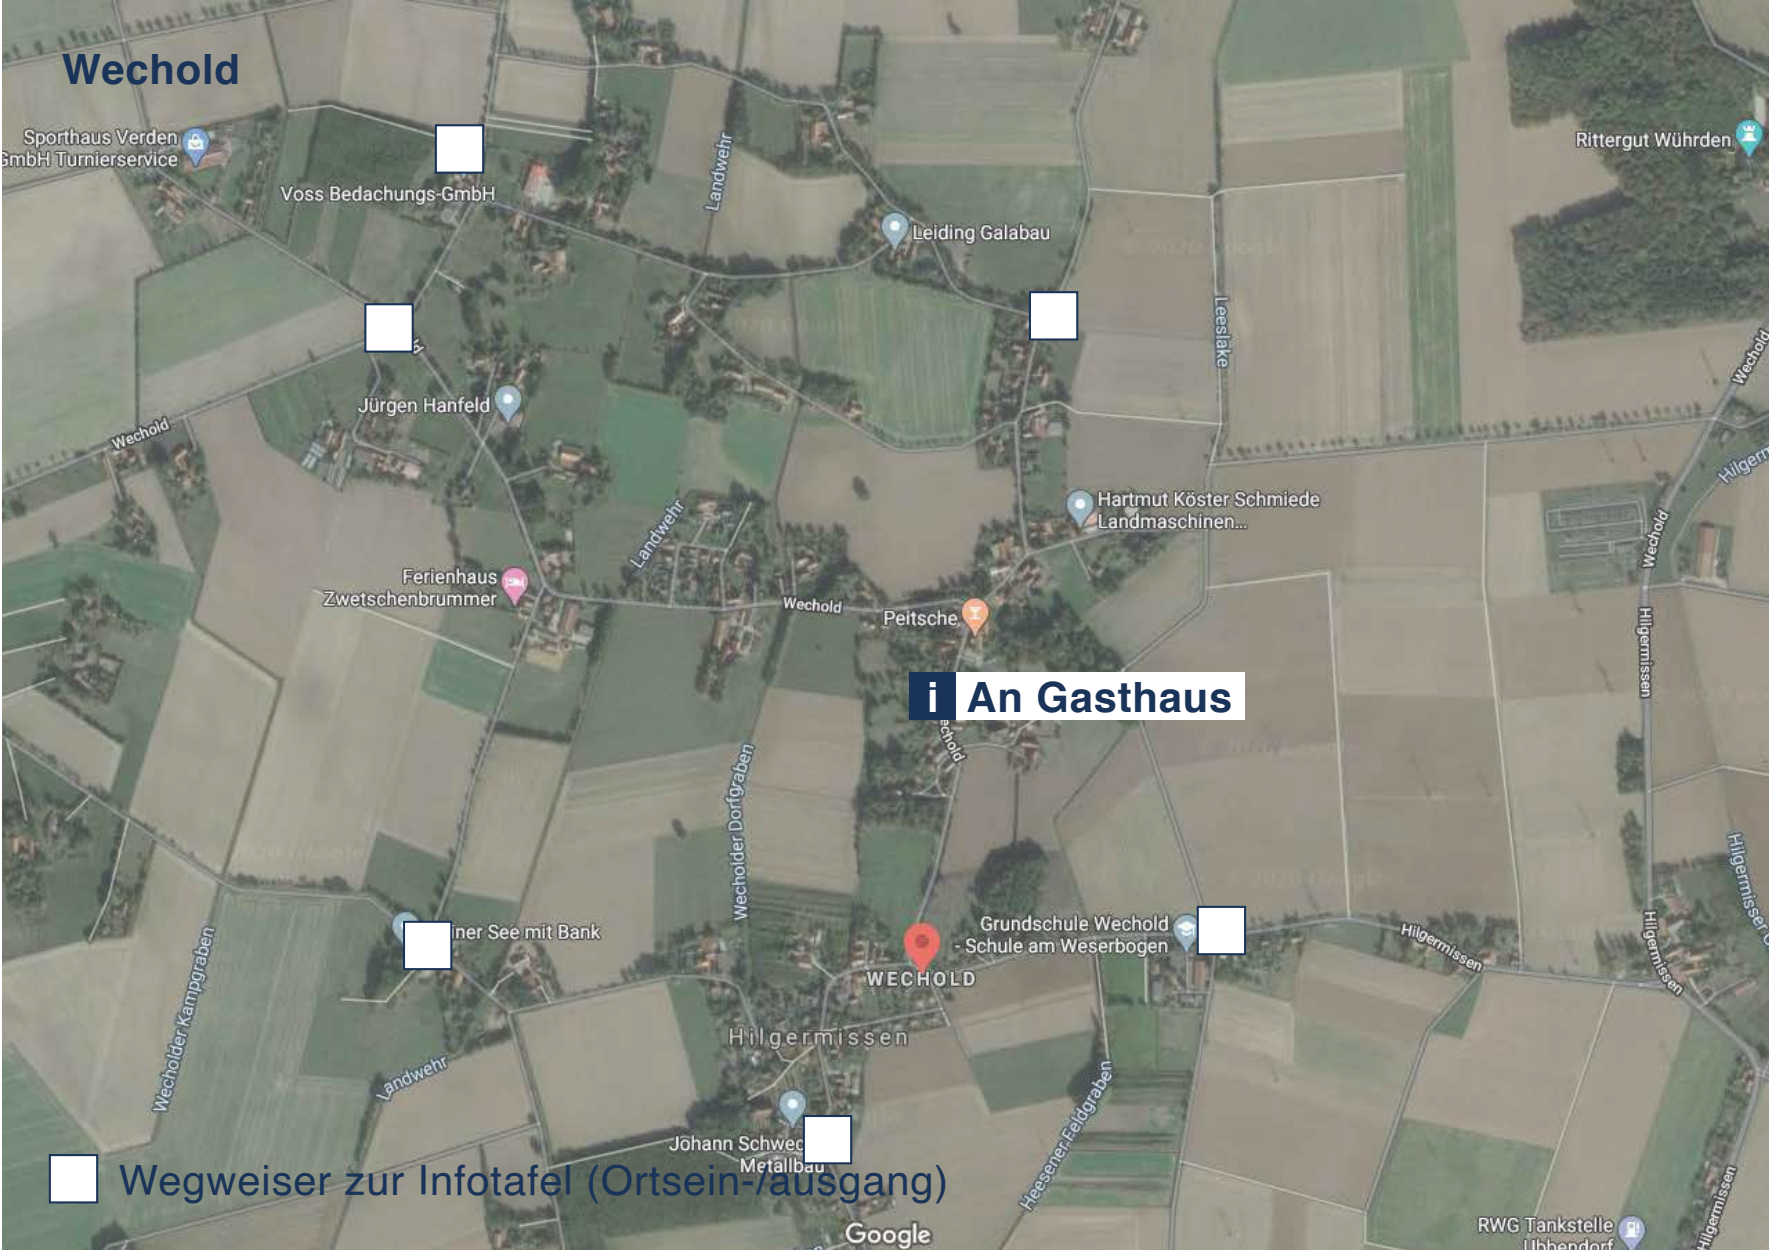 Wechold
Sporthaus Verden
GmbH Turnierservice
Voss Bedachungs-GmbH
Landwehr
Leiding Galabau
Rittergut Wührden
Leeslake
Wechold
Jürgen Hanfeld
Wechold
Hartmut Köster Schmiede
Landmaschinen...
Landwehr
Wechold
Ferienhaus
Zwetschenbrummer
Wechold
Peitsche
Hilgermissen
i An Gasthaus
Wecholder Dorfgraben
Grundschule Wechold
- Schule am Weserbogen
iner See mit Bank
WECHOLD
Hilgermissen
Hilgermissen
Wecholder Kampgraben
Hilgermissen
Landwehr
Heesener Feldgraben
Johann Schwec
Metallbau
Wegweiser zur Infotafel (Ortsein-/ausgang)
Hilgermissen
Google
RWG Tankstelle
Ubbendorf